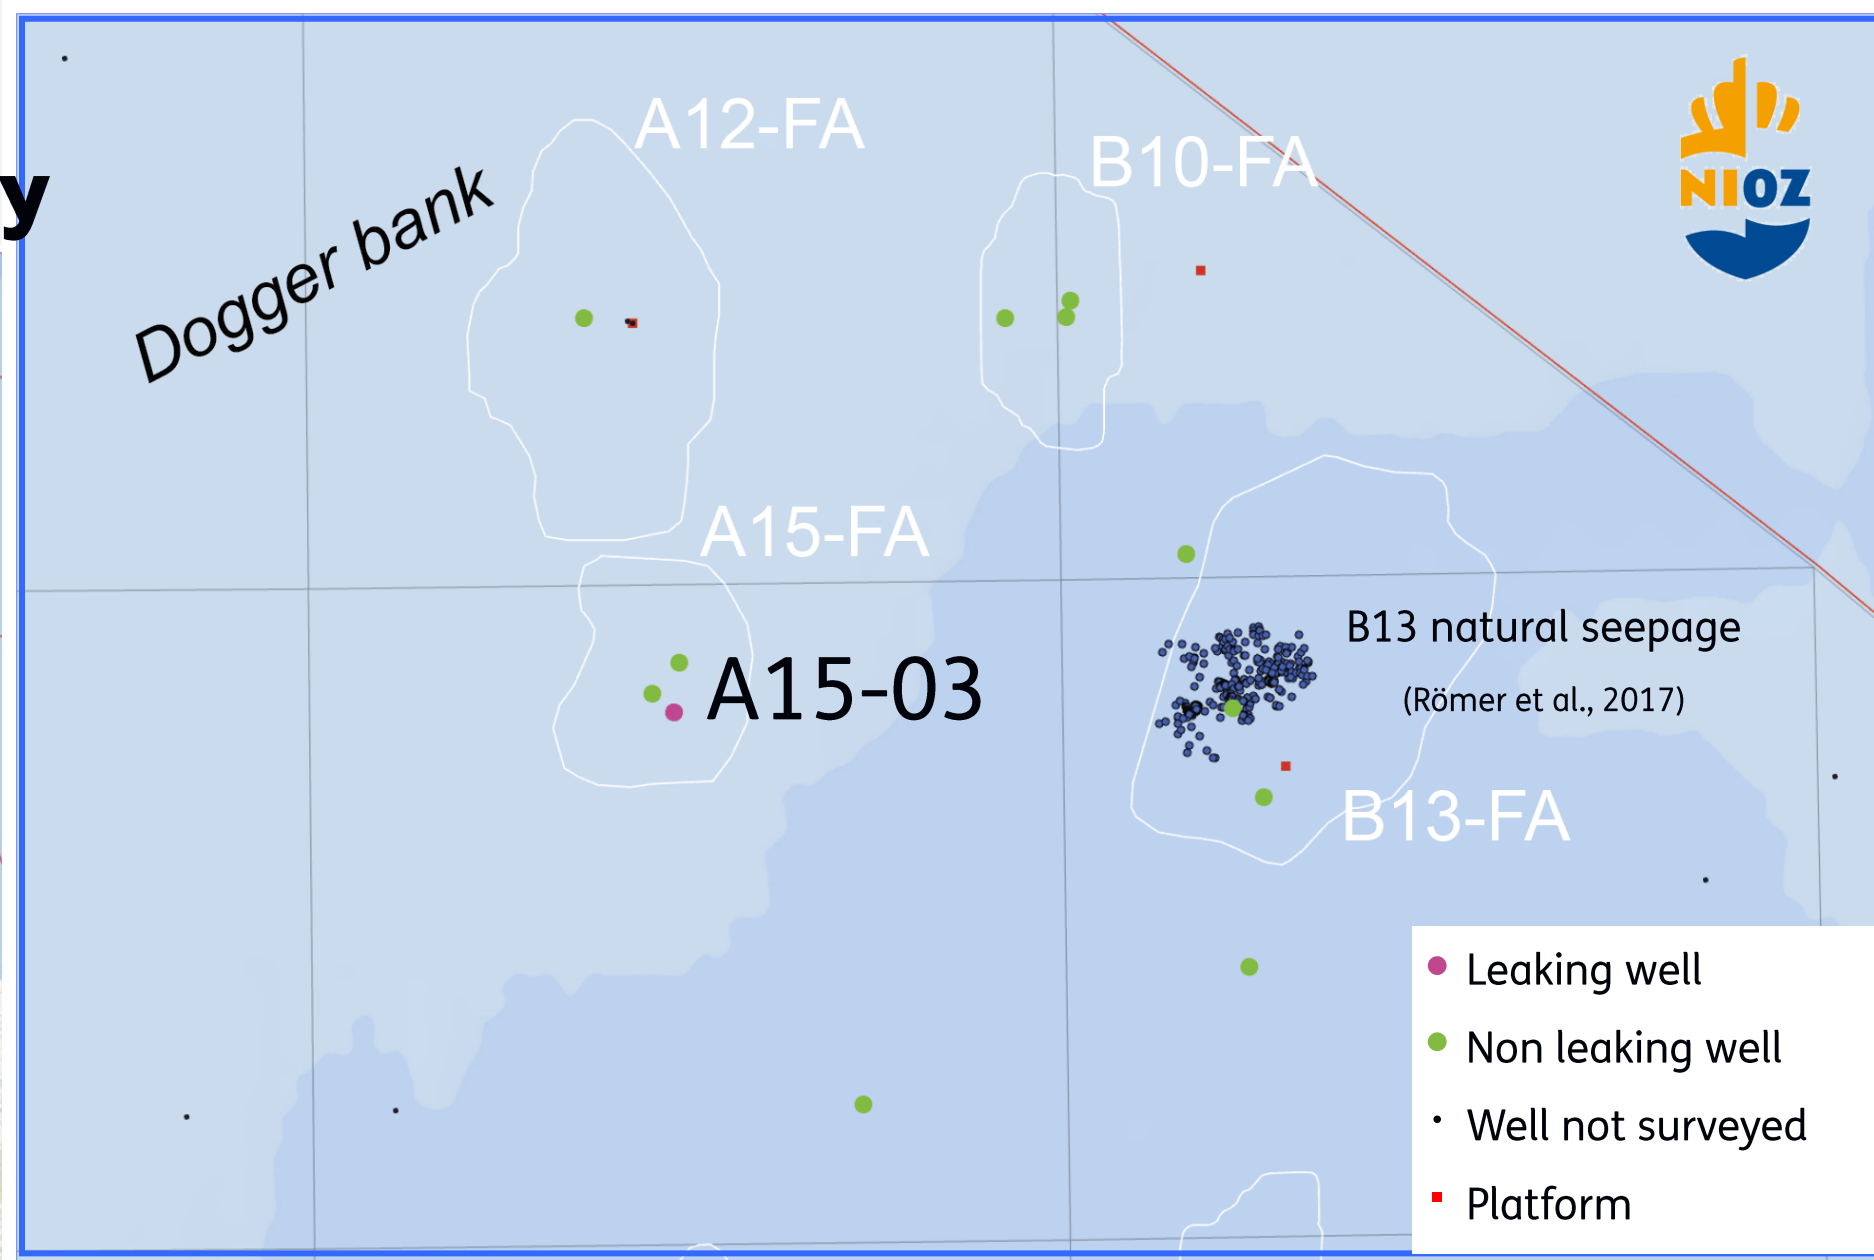 y
A12-FA
B10-FA
NIOZ
Dogger bank
A15-FA
B13 natural seepage
A15-03
(Römer et al., 2017)
B13-FA
Leaking well
Non leaking well
Well not surveyed
Platform